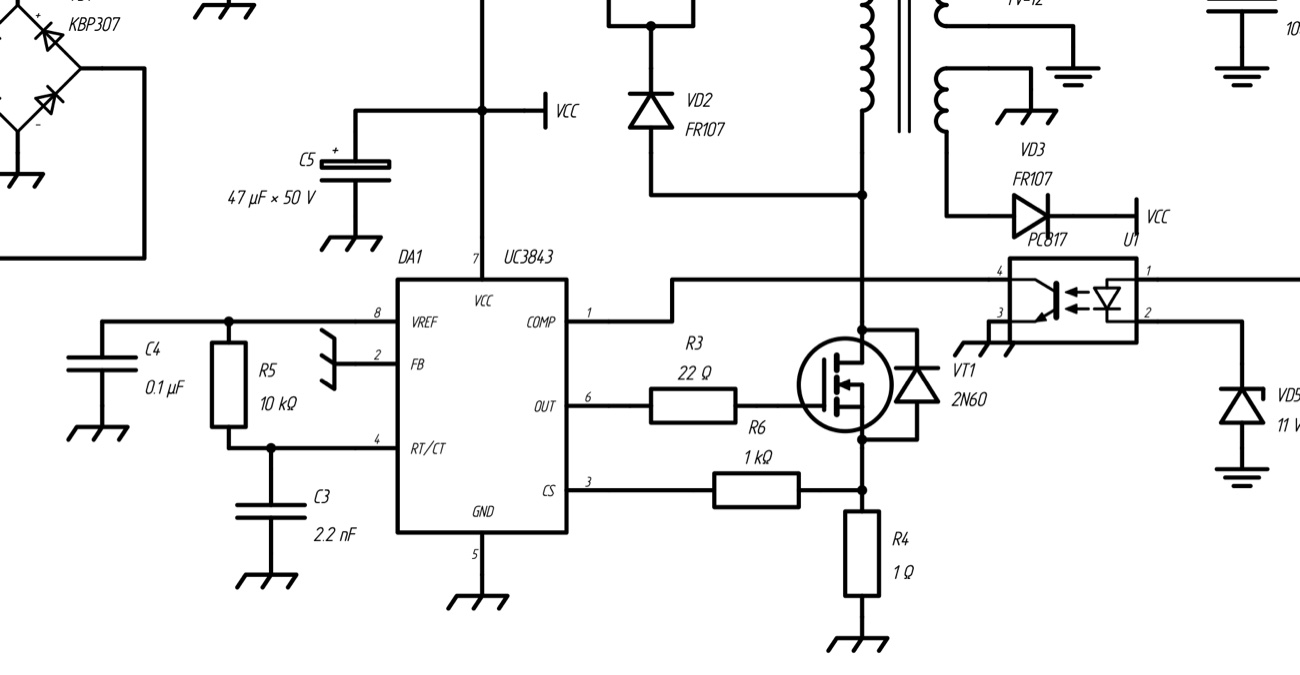 KBP307
10
VD2
FR107
VCC
C5
+
47 µF × 50 V
VD3
FR107
VCC
PC817
U1
DA1
7
UC3843
VCC
8
VREF
COMP
1
4
3
1
2
C4
0.1 µF
R5
10 kΩ
2
FB
R3
22 Ω
VT1
2N60
OUT
6
VD5
11 V
R6
1 kΩ
4
RT/CT
CS
3
C3
2.2 nF
GND
5
R4
1 Ω